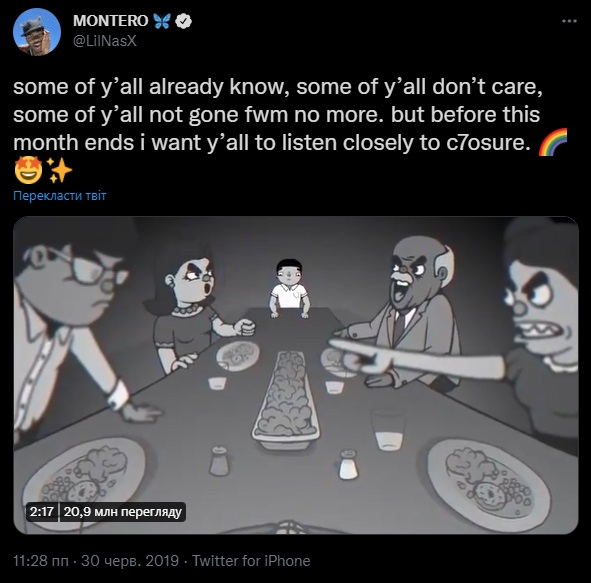 MONTERO 🦋
@LilNasX
some of y’all already know, some of y’all don’t care,
some of y’all not gone fwm no more. but before this
month ends i want y’all to listen closely to c7osure. 🌈
🤩✨
Перекласти твіт
2:17 20,9 млн перегляду
11:28 пп · 30 черв. 2019 · Twitter for iPhone